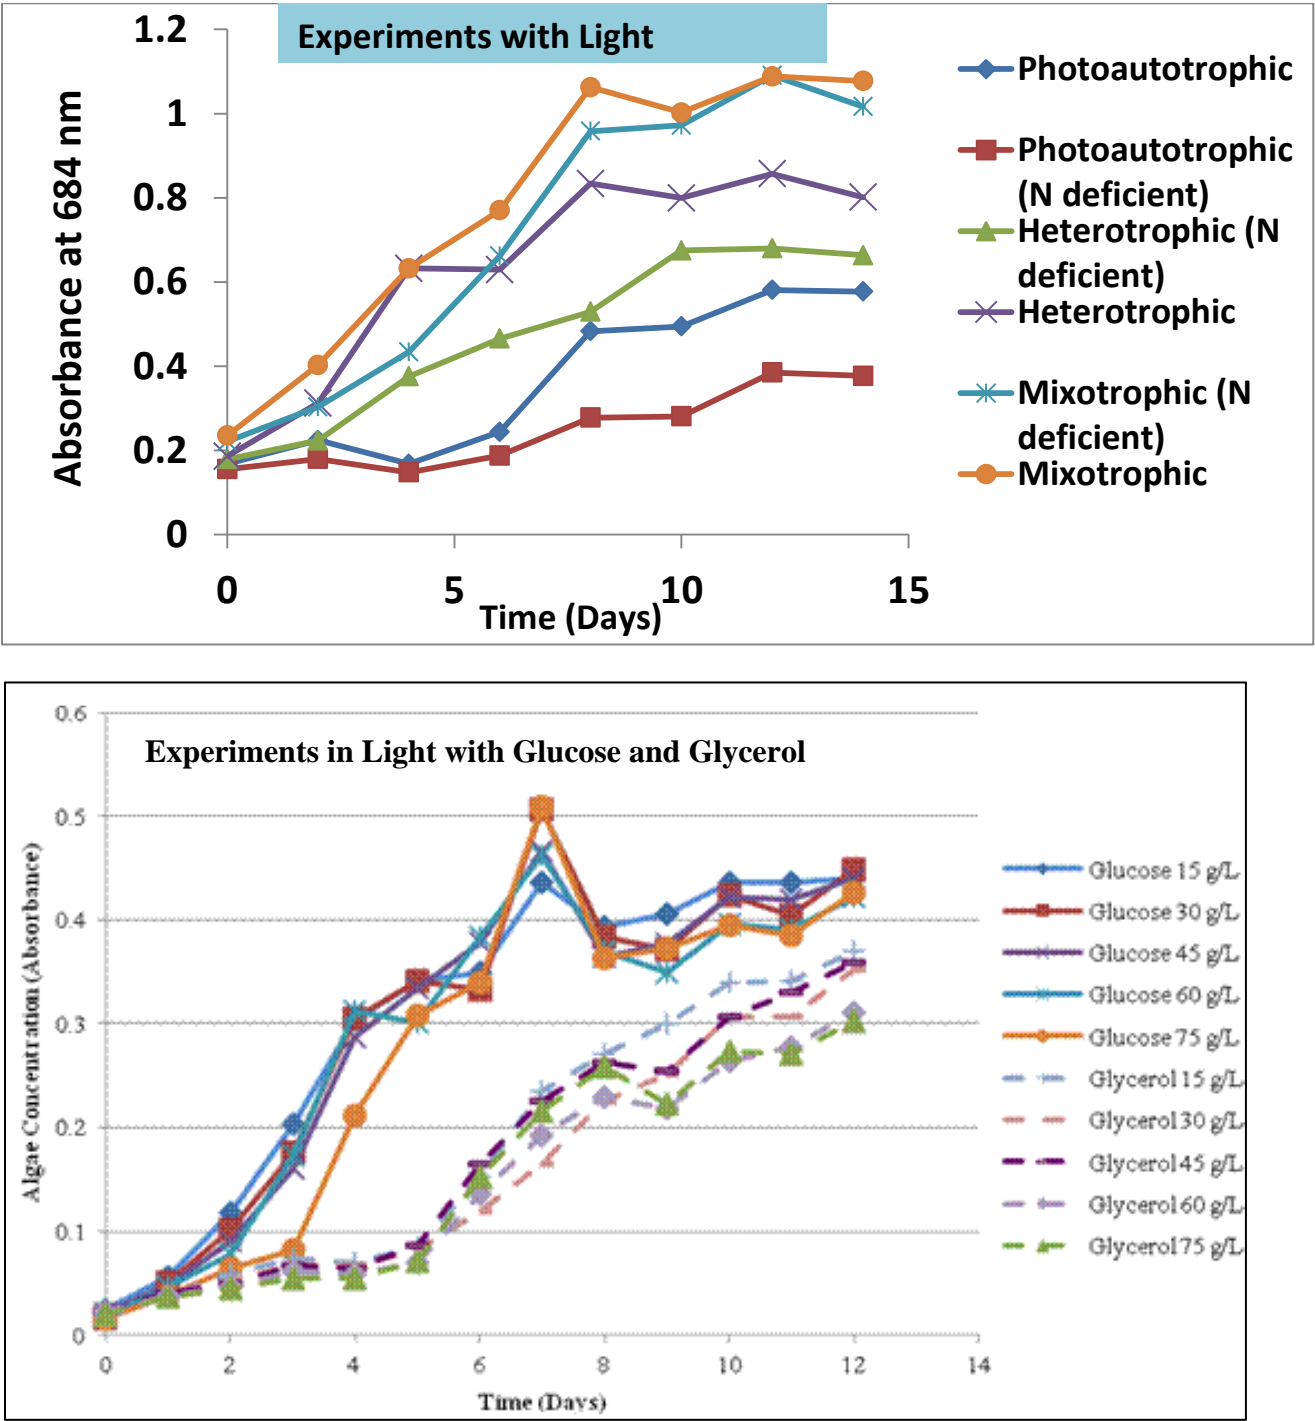 Experiments with Light
1.2
1
0.8
0.6
0.4
0.2
0
Absorbance at 684 nm
0
5
10
15
Time (Days)
Photoautotrophic
Photoautotrophic
(N deficient)
Heterotrophic (N
deficient)
Heterotrophic
Mixotrophic (N
deficient)
Mixotrophic
Experiments in Light with Glucose and Glycerol
0.6
0.5
0.4
0.3
0.2
0.1
0
Algae Concentration (Absorbance)
0
2
4
6
8
10
12
14
Time (Days)
Glucose 15 g/L
Glucose 30 g/L
Glucose 45 g/L
Glucose 60 g/L
Glucose 75 g/L
Glycerol 15 g/L
Glycerol 30 g/L
Glycerol 45 g/L
Glycerol 60 g/L
Glycerol 75 g/L